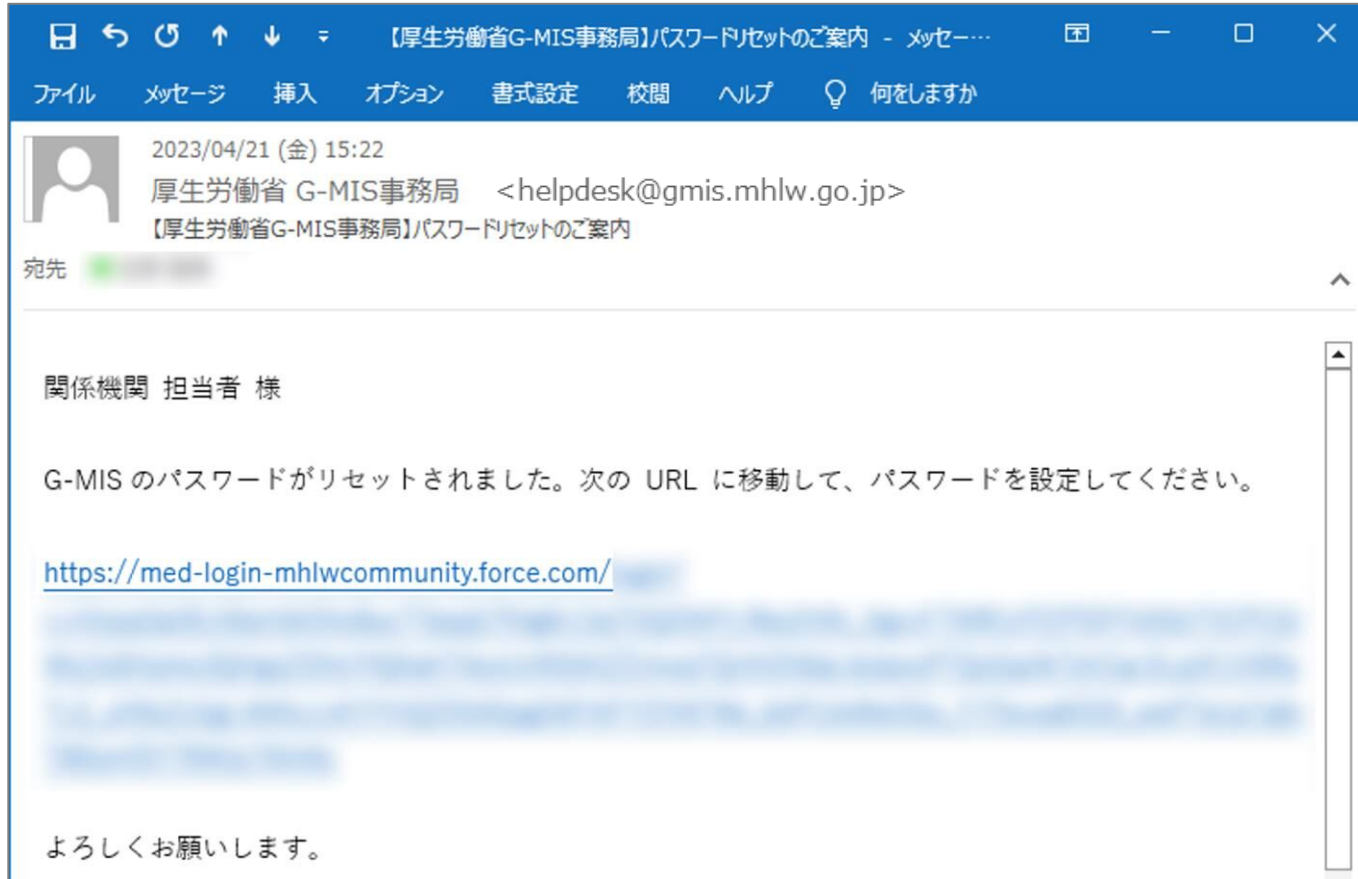 【厚生労働省G-MIS事務局】パスワードリセットのご案内 - メッセー…
ファイル メッセージ 挿入 オプション 書式設定 校閲 ヘルプ 何をしますか
2023/04/21 (金) 15:22
厚生労働省 G-MIS事務局 <helpdesk@gmis.mhlw.go.jp>
【厚生労働省G-MIS事務局】パスワードリセットのご案内
宛先
関係機関 担当者 様
G-MIS のパスワードがリセットされました。次の URL に移動して、パスワードを設定してください。
https://med-login-mhlwcommunity.force.com/
よろしくお願いします。